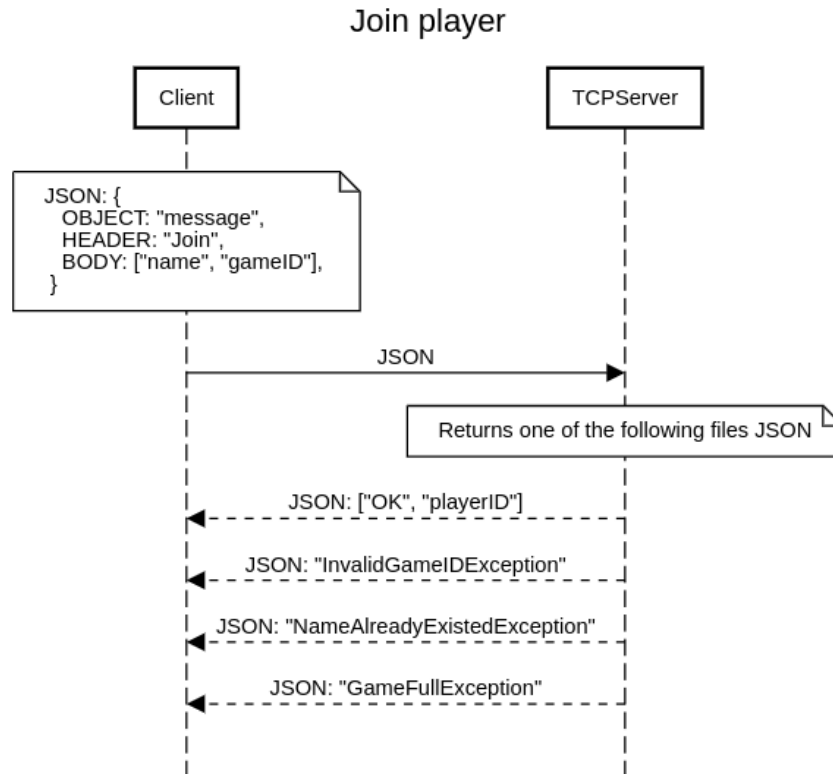 Join player
Client
TCPServer
JSON: {
OBJECT: "message",
HEADER: "Join",
BODY: ["name", "gameID"],
}
JSON
Returns one of the following files JSON
JSON: ["OK", "playerID"]
JSON: "InvalidGameIDException"
JSON: "NameAlreadyExistedException"
JSON: "GameFullException"